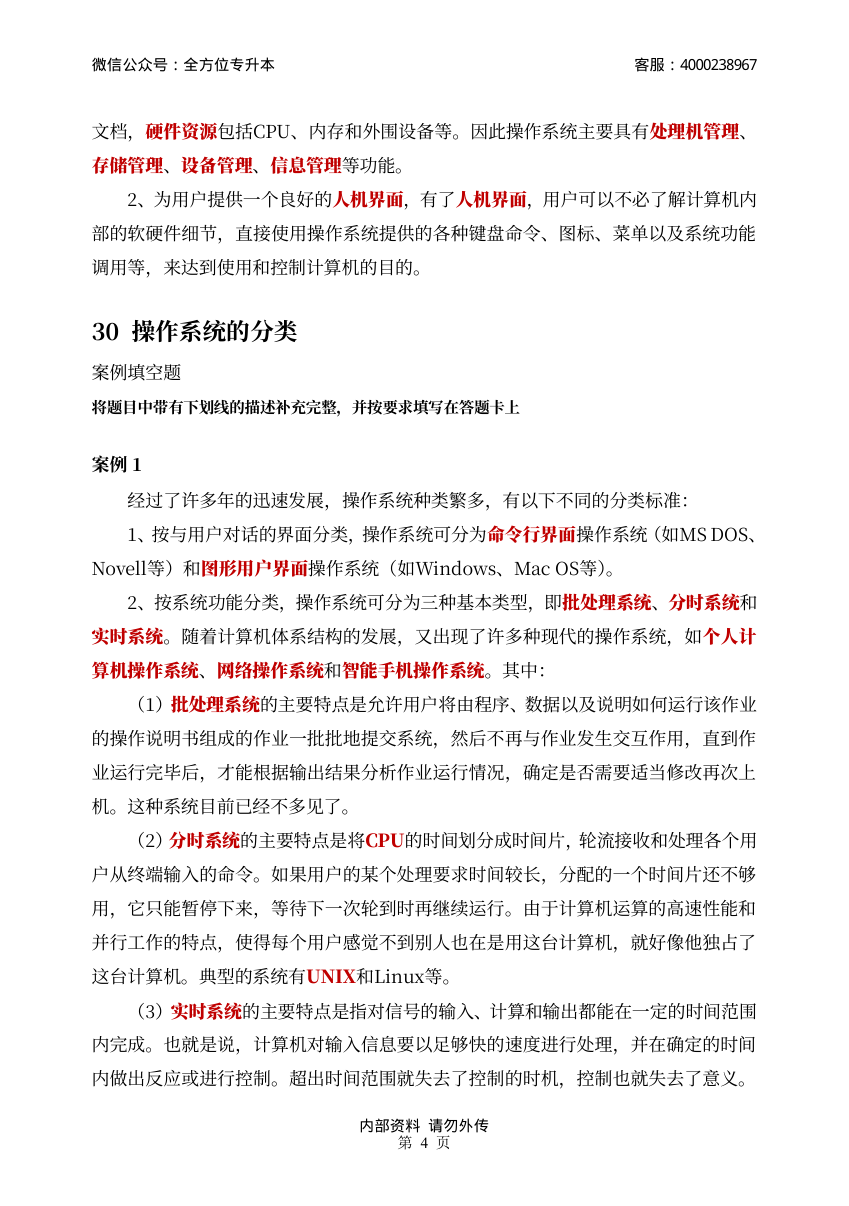 微信公众号：全方位专升本
客服：4000238967
文档，硬件资源包括CPU、内存和外围设备等。因此操作系统主要具有处理机管理、
存储管理、设备管理、信息管理等功能。
2、为用户提供一个良好的人机界面，有了人机界面，用户可以不必了解计算机内
部的软硬件细节，直接使用操作系统提供的各种键盘命令、图标、菜单以及系统功能
调用等，来达到使用和控制计算机的目的。
30 操作系统的分类
案例填空题
将题目中带有下划线的描述补充完整，并按要求填写在答题卡上
案例 1
经过了许多年的迅速发展，操作系统种类繁多，有以下不同的分类标准：
1、按与用户对话的界面分类，操作系统可分为命令行界面操作系统（如MS DOS、
Novell等）和图形用户界面操作系统（如Windows、Mac OS等）。
2、按系统功能分类，操作系统可分为三种基本类型，即批处理系统、分时系统和
实时系统。随着计算机体系结构的发展，又出现了许多种现代的操作系统，如个人计
算机操作系统、网络操作系统和智能手机操作系统。其中：
（1）批处理系统的主要特点是允许用户将由程序、数据以及说明如何运行该作业
的操作说明书组成的作业一批批地提交系统，然后不再与作业发生交互作用，直到作
业运行完毕后，才能根据输出结果分析作业运行情况，确定是否需要适当修改再次上
机。这种系统目前已经不多见了。
（2）分时系统的主要特点是将CPU的时间划分成时间片，轮流接收和处理各个用
户从终端输入的命令。如果用户的某个处理要求时间较长，分配的一个时间片还不够
用，它只能暂停下来，等待下一次轮到时再继续运行。由于计算机运算的高速性能和
并行工作的特点，使得每个用户感觉不到别人也在是用这台计算机，就好像他独占了
这台计算机。典型的系统有UNIX和Linux等。
（3）实时系统的主要特点是指对信号的输入、计算和输出都能在一定的时间范围
内完成。也就是说，计算机对输入信息要以足够快的速度进行处理，并在确定的时间
内做出反应或进行控制。超出时间范围就失去了控制的时机，控制也就失去了意义。
内部资料 请勿外传
第 4 页